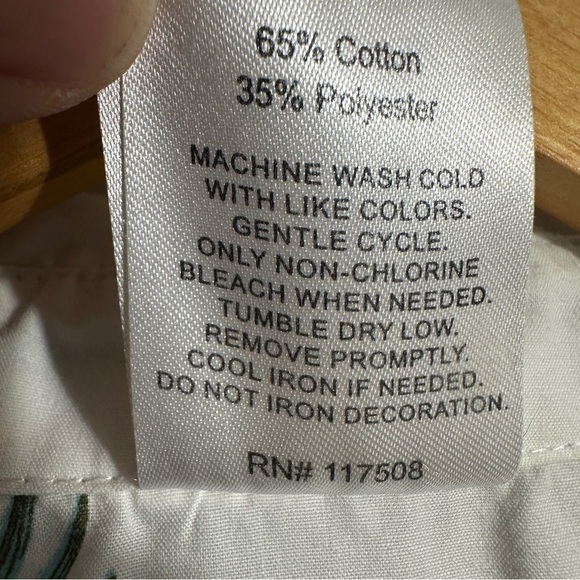 65% Cotton
35% Polyester
MACHINE WASH COLD
WITH LIKE COLORS.
GENTLE CYCLE.
ONLY NON-CHLORINE
BLEACH WHEN NEEDED.
TUMBLE DRY LOW.
REMOVE PROMPTLY.
COOL IRON IF NEEDED.
DO NOT IRON DECORATION.
RN# 117508